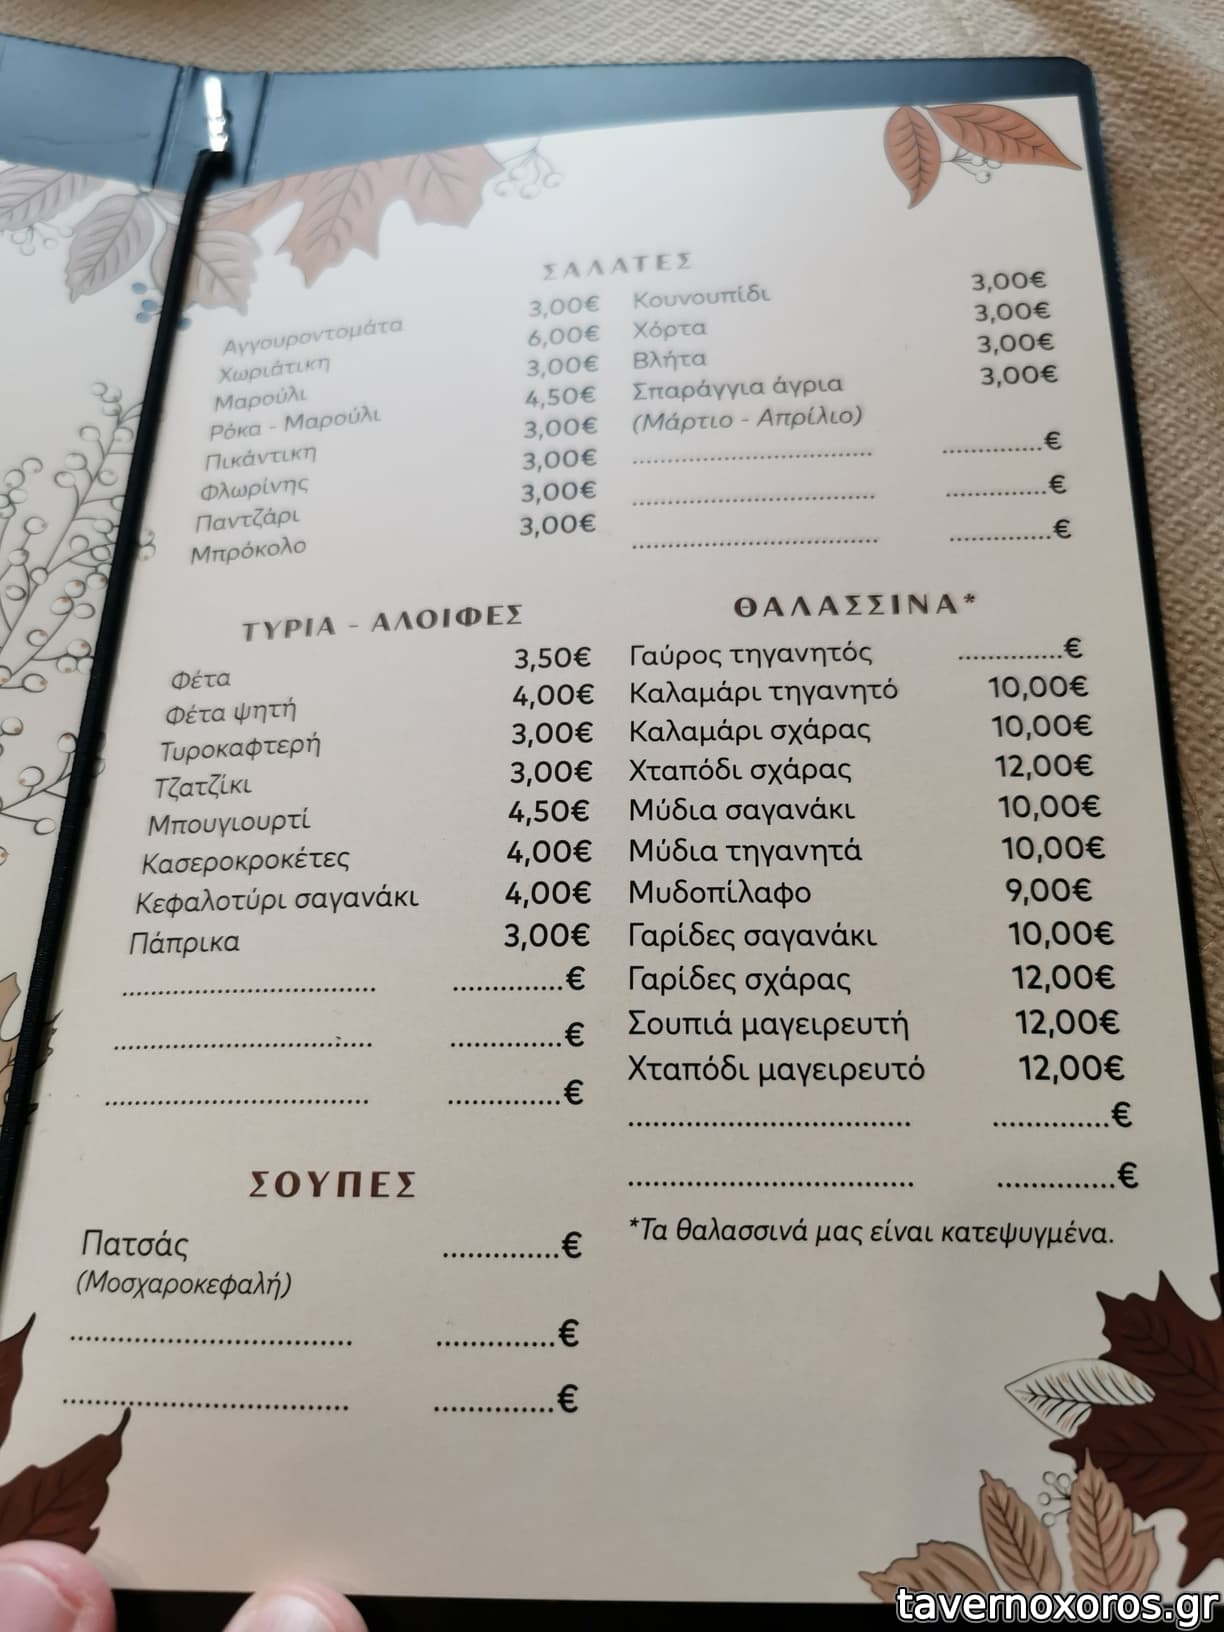 ΣΑΛΑΤΕΣ
Αγγουροντομάτα 3,00€
Χωριάτικη 6,00€
Μαρούλι 3,00€
Ρόκα - Μαρούλι 4,50€
Πικάντικη 3,00€
Φλωρίνης 3,00€
Παντζάρι 3,00€
Μπρόκολο 3,00€
Κουνουπίδι 3,00€
Χόρτα 3,00€
Βλήτα 3,00€
Σπαράγγια άγρια 3,00€
(Μάρτιο - Απρίλιο)
.............................. ..............€
.............................. ..............€
.............................. ..............€
ΤΥΡΙΑ - ΑΛΟΙΦΕΣ
Φέτα 3,50€
Φέτα ψητή 4,00€
Τυροκαφτερή 3,00€
Τζατζίκι 3,00€
Μπουγιουρτί 4,50€
Κασεροκροκέτες 4,00€
Κεφαλοτύρι σαγανάκι 4,00€
Πάπρικα 3,00€
.............................. ..............€
.............................. ..............€
.............................. ..............€
ΣΟΥΠΕΣ
Πατσάς ..............€
(Μοσχαροκεφαλή)
.............................. ..............€
.............................. ..............€
ΘΑΛΑΣΣΙΝΑ*
Γαύρος τηγανητός ..............€
Καλαμάρι τηγανητό 10,00€
Καλαμάρι σχάρας 10,00€
Χταπόδι σχάρας 12,00€
Μύδια σαγανάκι 10,00€
Μύδια τηγανητά 10,00€
Μυδοπίλαφο 9,00€
Γαρίδες σαγανάκι 10,00€
Γαρίδες σχάρας 12,00€
Σουπιά μαγειρευτή 12,00€
Χταπόδι μαγειρευτό 12,00€
.............................. ..............€
.............................. ..............€
*Τα θαλασσινά μας είναι κατεψυγμένα.
tavernoxoros.gr